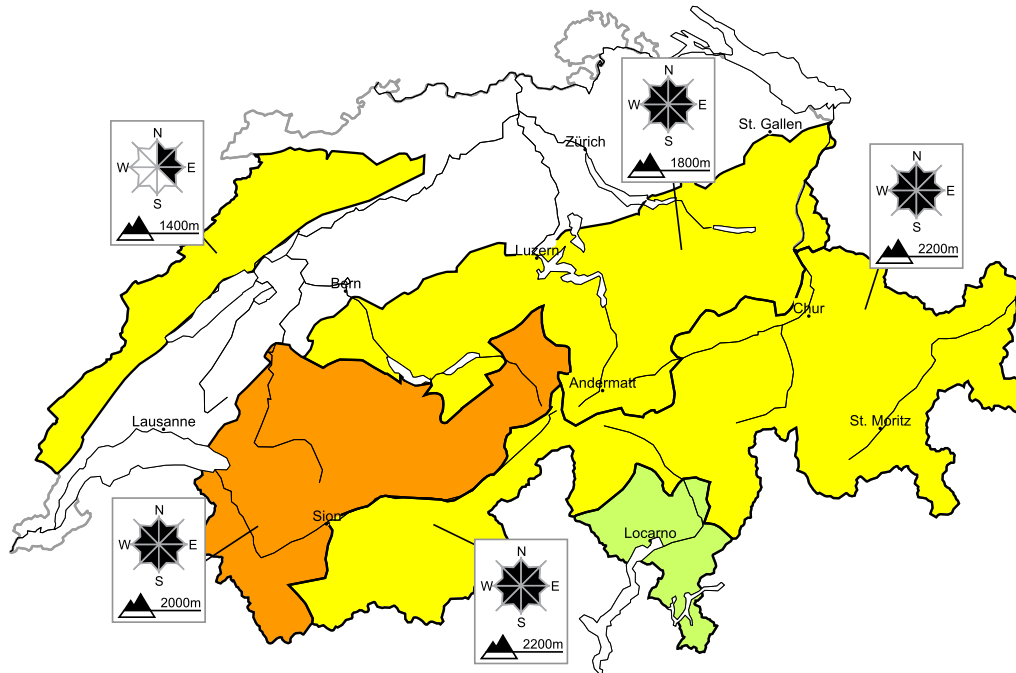 N
W E
S
1800m
St. Gallen
Zürich
N
W E
S
1400m
N
W E
S
2200m
Luzern
Bern
Chur
Andermatt
Lausanne
St. Moritz
N
W E
S
2000m
Sion
Locarno
N
W E
S
2200m